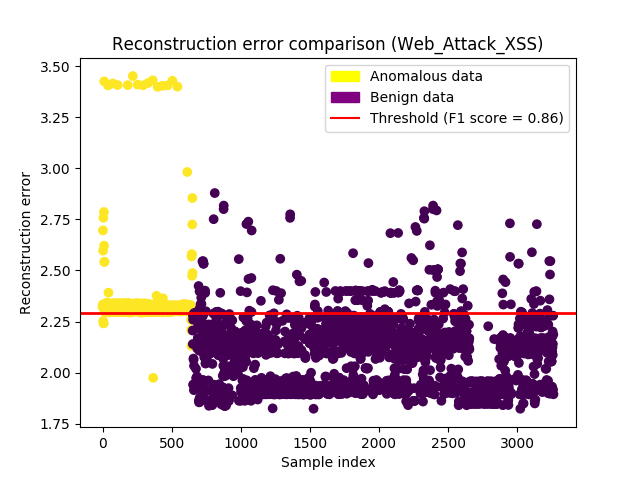 Reconstruction error comparison (Web_Attack_XSS)
Anomalous data
Benign data
Threshold (F1 score = 0.86)
Reconstruction error
3.50
3.25
3.00
2.75
2.50
2.25
2.00
1.75
0 500 1000 1500 2000 2500 3000
Sample index